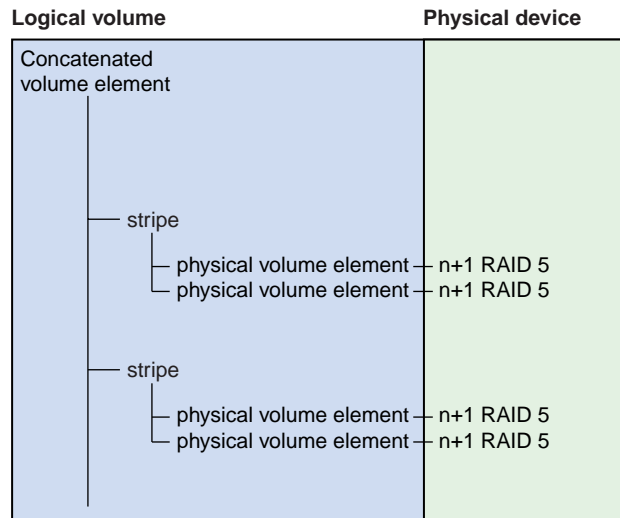 Logical volume
Physical device
Concatenated
volume element
stripe
physical volume element
n+1 RAID 5
physical volume element
n+1 RAID 5
stripe
physical volume element
n+1 RAID 5
physical volume element
n+1 RAID 5